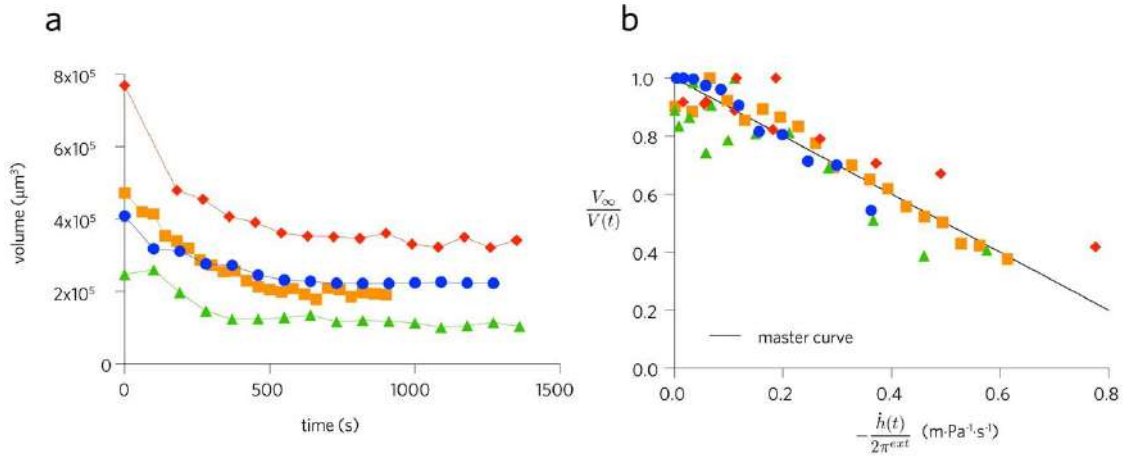 a
8x10⁵
6x10⁵
4x10⁵
2x10⁵
0
volume (μm³)
0
500
1000
1500
time (s)
b
1.0
0.8
0.6
0.4
0.2
0.0
V∞
V(t)
master curve
0.0
0.2
0.4
0.6
0.8
−ḣ(t)/2πᵉˣᵗ (m·Pa⁻¹·s⁻¹)